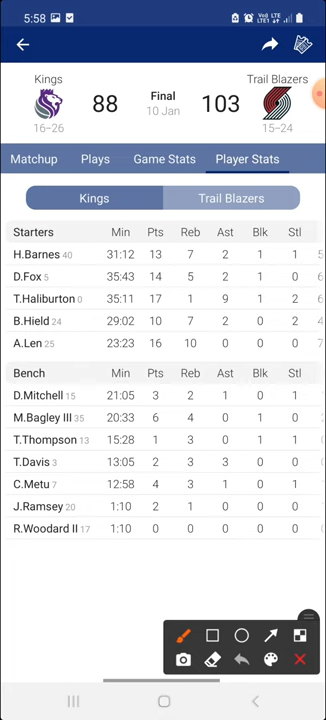 5:58
Kings
88
16–26
Final
10 Jan
Trail Blazers
103
15–24
Matchup Plays Game Stats Player Stats
Kings Trail Blazers
Starters Min Pts Reb Ast Blk Stl
H.Barnes 40 31:12 13 7 2 1 1
D.Fox 5 35:43 14 5 2 1 0
T.Haliburton 0 35:11 17 1 9 1 2
B.Hield 24 29:02 10 7 2 0 2
A.Len 25 23:23 16 10 0 0 0
Bench Min Pts Reb Ast Blk Stl
D.Mitchell 15 21:05 3 2 1 0 1
M.Bagley III 35 20:33 6 4 0 1 0
T.Thompson 13 15:28 1 3 0 1 1
T.Davis 3 13:05 2 3 3 0 0
C.Metu 7 12:58 4 3 1 0 1
J.Ramsey 20 1:10 2 1 0 0 0
R.Woodard II 17 1:10 0 0 0 0 0